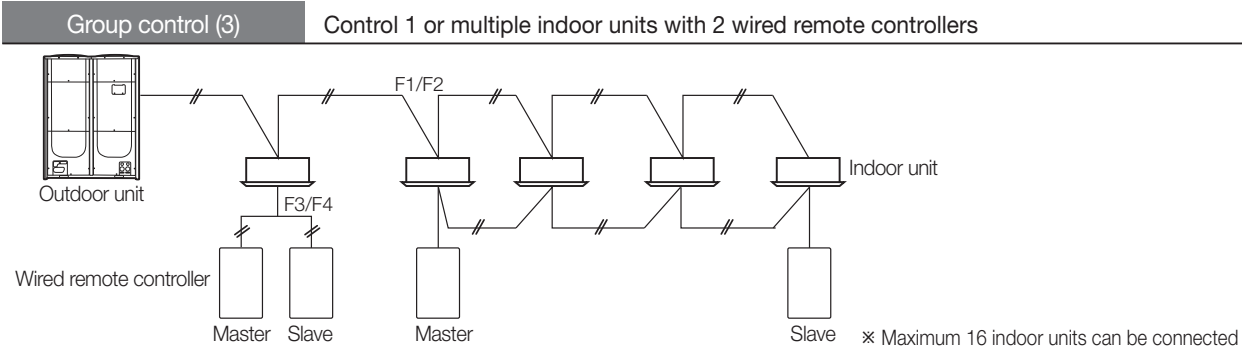 Group control (3)
Control 1 or multiple indoor units with 2 wired remote controllers
F1/F2
Indoor unit
Outdoor unit
F3/F4
Wired remote controller
Master
Slave
Master
Slave
※ Maximum 16 indoor units can be connected